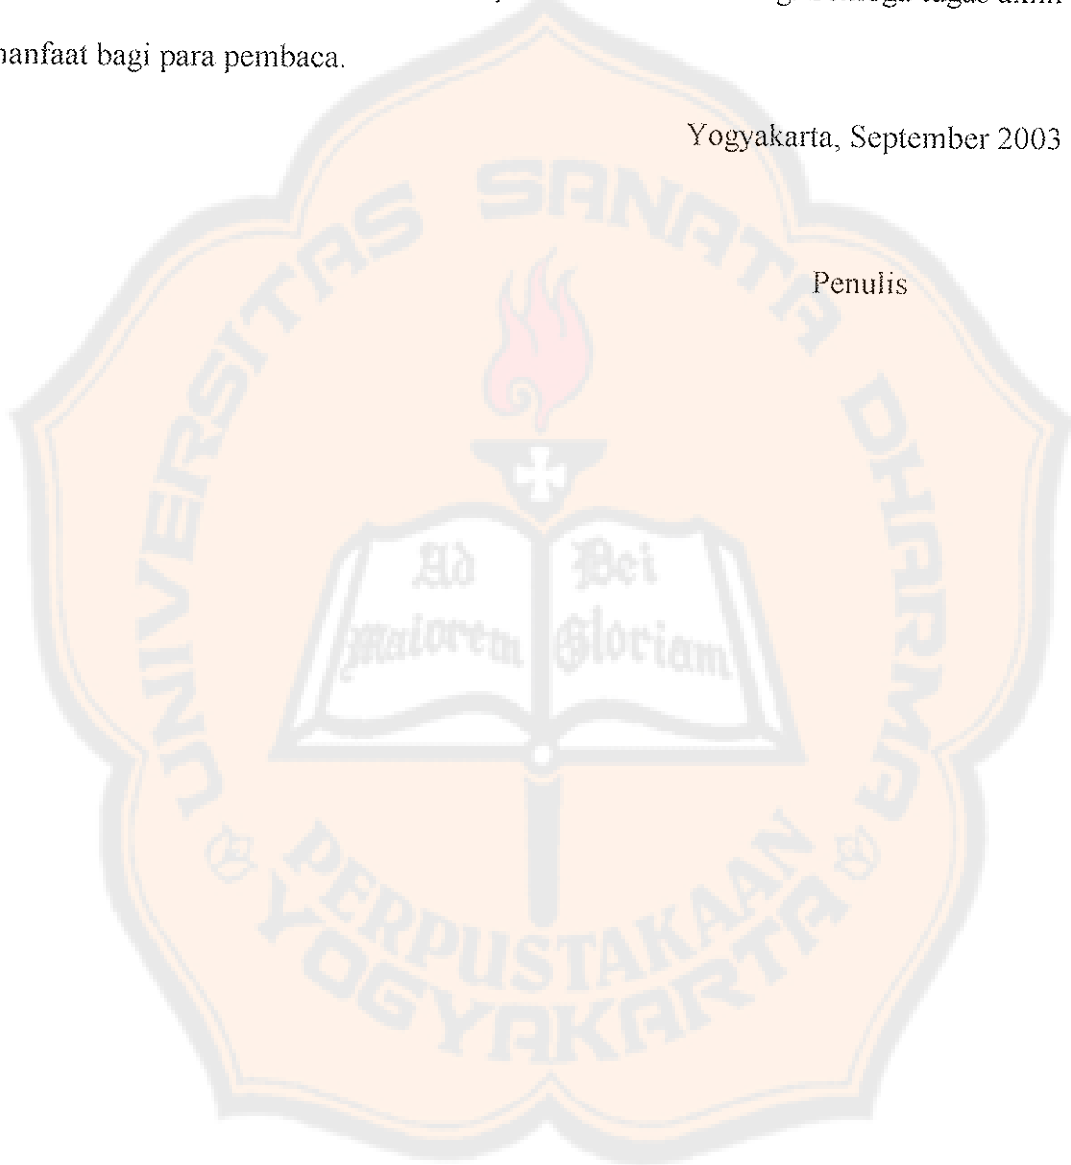 manfaat bagi para pembaca.
Yogyakarta, September 2003
Penulis
UNIVERSITAS SANATA DHARMA
Ad Dei
Maiorem Gloriam
PERPUSTAKAAN
YOGYAKARTA